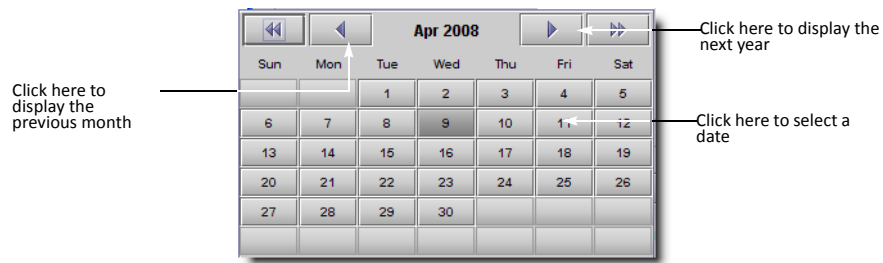 Apr 2008
Click here to display the
next year
Sun Mon Tue Wed Thu Fri Sat
Click here to
display the
previous month
1 2 3 4 5
Click here to select a
date
6 7 8 9 10 11 12
13 14 15 16 17 18 19
20 21 22 23 24 25 26
27 28 29 30